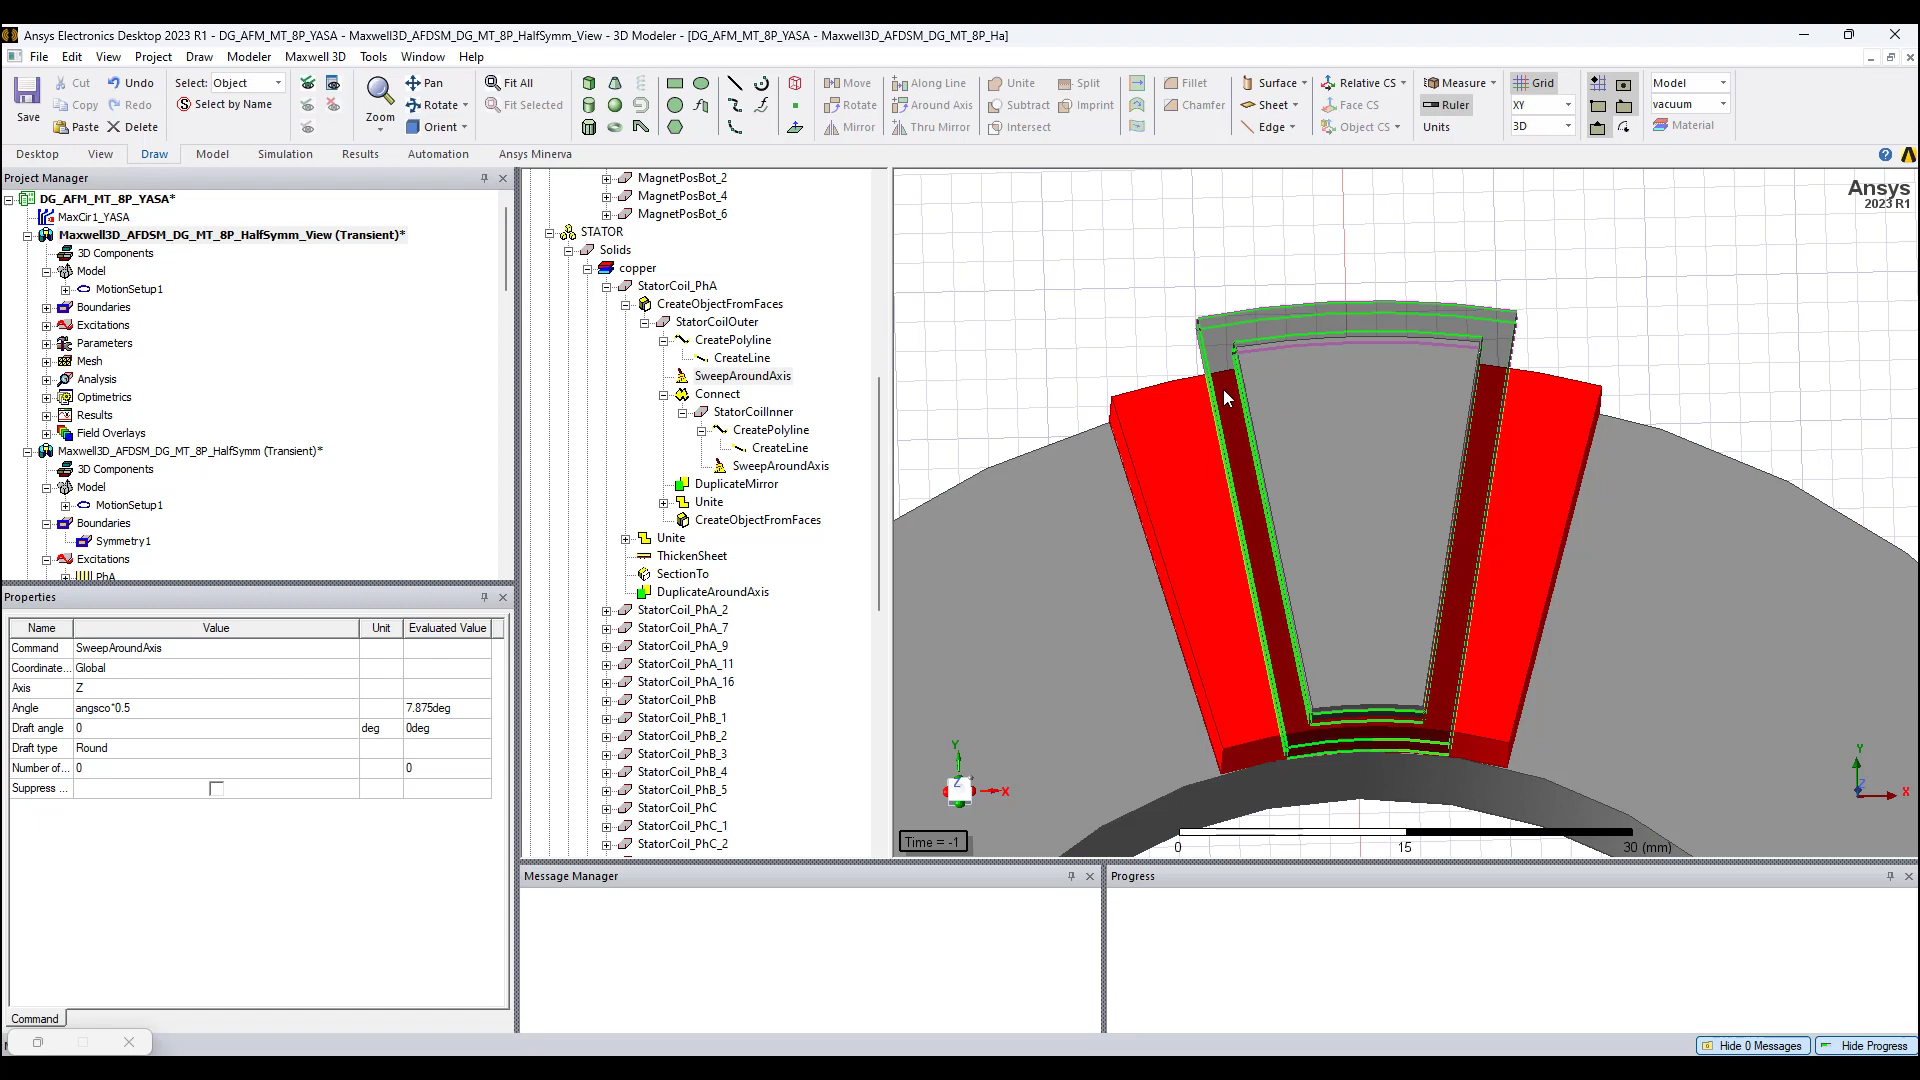 Ansys Electronics Desktop 2023 R1 - DG_AFM_MT_8P_YASA - Maxwell3D_AFDSM_DG_MT_8P_HalfSymm_View - 3D Modeler - [DG_AFM_MT_8P_YASA - Maxwell3D_AFDSM_DG_MT_8P_Ha]
File Edit View Project Draw Modeler Maxwell 3D Tools Window Help
Save
Cut Undo
Copy Redo
Paste Delete
Select: Object
Select by Name
Zoom
Pan
Rotate
Orient
Fit All
Fit Selected
Move Along Line Unite Split
Rotate Around Axis Subtract Imprint
Mirror Thru Mirror Intersect
Fillet
Chamfer
Surface
Sheet
Edge
Relative CS
Face CS
Object CS
Measure
Ruler
Units
Grid
XY
3D
Model
vacuum
Material
Desktop View Draw Model Simulation Results Automation Ansys Minerva
Project Manager
DG_AFM_MT_8P_YASA*
MaxCir1_YASA
Maxwell3D_AFDSM_DG_MT_8P_HalfSymm_View (Transient)*
3D Components
Model
MotionSetup1
Boundaries
Excitations
Parameters
Mesh
Analysis
Optimetrics
Results
Field Overlays
Maxwell3D_AFDSM_DG_MT_8P_HalfSymm (Transient)*
3D Components
Model
MotionSetup1
Boundaries
Symmetry1
Excitations
PhA
Properties
Name Value Unit Evaluated Value
Command SweepAroundAxis
Coordinate... Global
Axis Z
Angle angsco*0.5 7.875deg
Draft angle 0 deg 0deg
Draft type Round
Number of... 0 0
Suppress ...
Command
MagnetPosBot_2
MagnetPosBot_4
MagnetPosBot_6
STATOR
Solids
copper
StatorCoil_PhA
CreateObjectFromFaces
StatorCoilOuter
CreatePolyline
CreateLine
SweepAroundAxis
Connect
StatorCoilInner
CreatePolyline
CreateLine
SweepAroundAxis
DuplicateMirror
Unite
CreateObjectFromFaces
Unite
ThickenSheet
SectionTo
DuplicateAroundAxis
StatorCoil_PhA_2
StatorCoil_PhA_7
StatorCoil_PhA_9
StatorCoil_PhA_11
StatorCoil_PhA_16
StatorCoil_PhB
StatorCoil_PhB_1
StatorCoil_PhB_2
StatorCoil_PhB_3
StatorCoil_PhB_4
StatorCoil_PhB_5
StatorCoil_PhC
StatorCoil_PhC_1
StatorCoil_PhC_2
Ansys
2023 R1
Y
Z
X
Y
Z
X
Time = -1
0 15 30 (mm)
Message Manager
Progress
Hide 0 Messages
Hide Progress